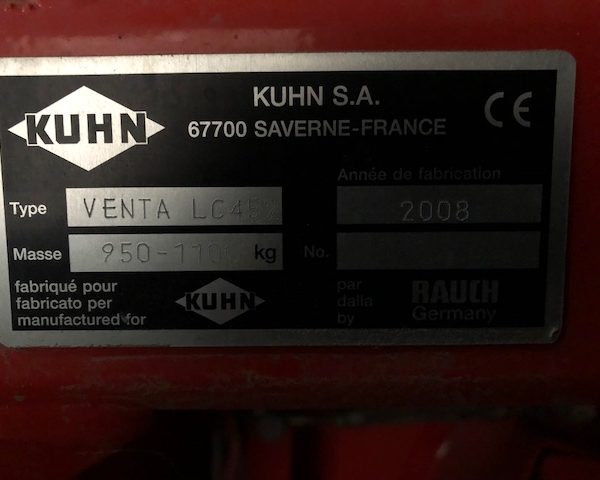 KUHN
KUHN S.A.
67700 SAVERNE-FRANCE
CE
Année de fabrication
Type VENTA 2008
Masse kg No.
fabriqué pour
fabricato per
manufactured for
KUHN
par
dalla
by
RAUCH
Germany